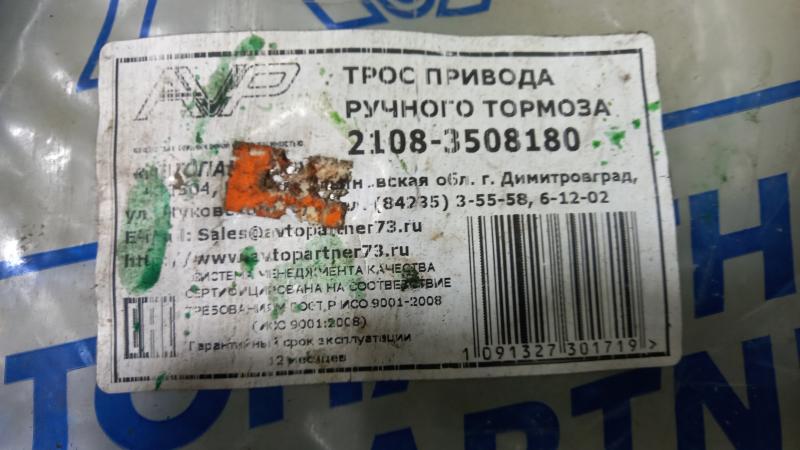 AVP
ТРОС ПРИВОДА
РУЧНОГО ТОРМОЗА
2108-3508180
обл. г. Димитровград,
ул. (84235) 3-55-58, 6-12-02
Sales@avtopartner73.ru
www.avtopartner73.ru
СИСТЕМА МЕНЕДЖМЕНТА КАЧЕСТВА
СЕРТИФИЦИРОВАНА НА СООТВЕТСТВИЕ
ТРЕБОВАНИЯМ ГОСТ Р ИСО 9001-2008
(ИСО 9001:2008)
Гарантийный срок эксплуатации
12 месяцев
1 091327 301719 >